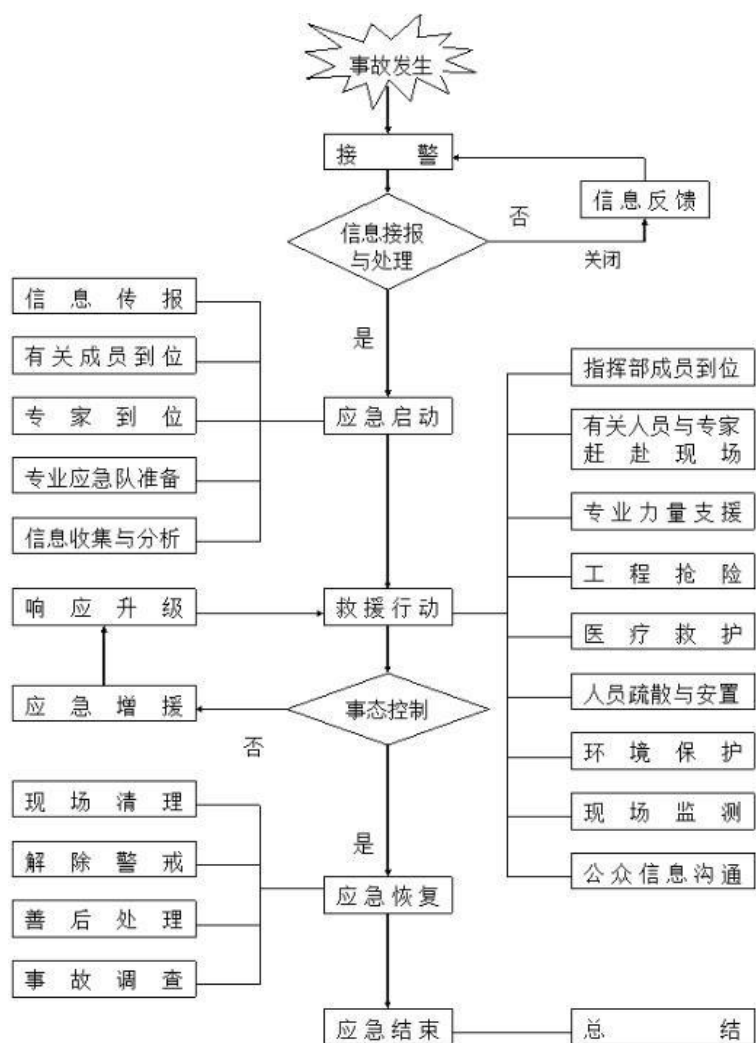 事故发生
接警
信息反馈
否
信息接报
与处理
关闭
信息传报
是
有关成员到位
指挥部成员到位
专家到位
应急启动
有关人员与专家
赶赴现场
专业应急队准备
专业力量支援
信息收集与分析
工程抢险
响应升级
救援行动
医疗救护
应急增援
事态控制
人员疏散与安置
否
环境保护
现场清理
现场监测
解除警戒
是
公众信息沟通
应急恢复
善后处理
事故调查
应急结束
总结